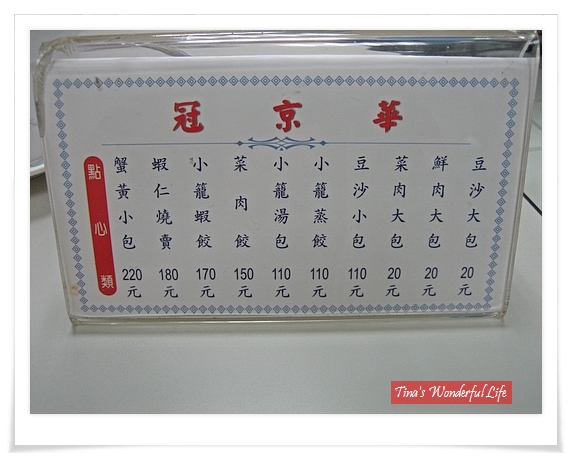 冠京華
點心類
蟹黃小包 220元
蝦仁燒賣 180元
小籠蝦餃 170元
菜肉餃 150元
小籠湯包 110元
小籠蒸餃 110元
豆沙小包 110元
菜肉大包 20元
鮮肉大包 20元
豆沙大包 20元
Tina's Wonderful Life